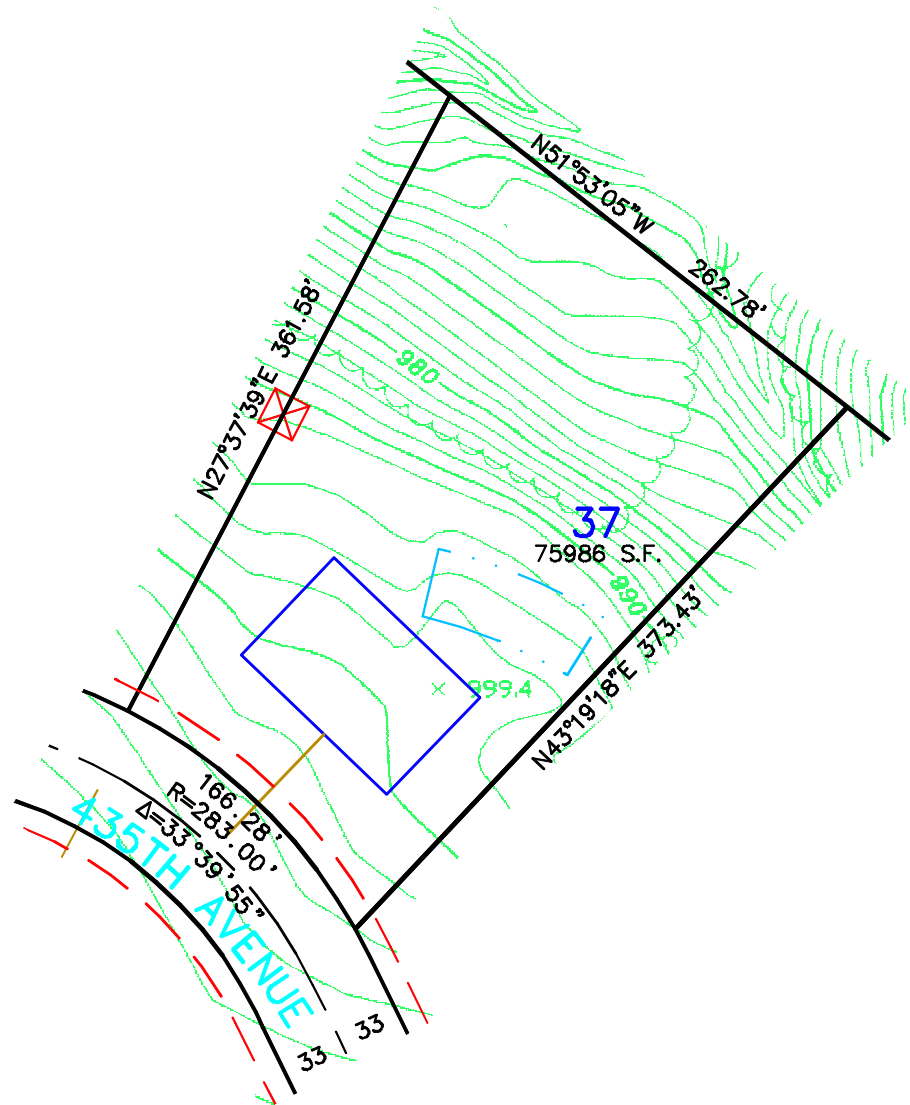 N51°53'05"W
262.78'
N27°37'39"E 361.58'
980
37
75986 S.F.
890
N43°19'18"E 373.43'
999.4
166.28'
R=283.00'
Δ=33°39'55"
435TH AVENUE
33
33